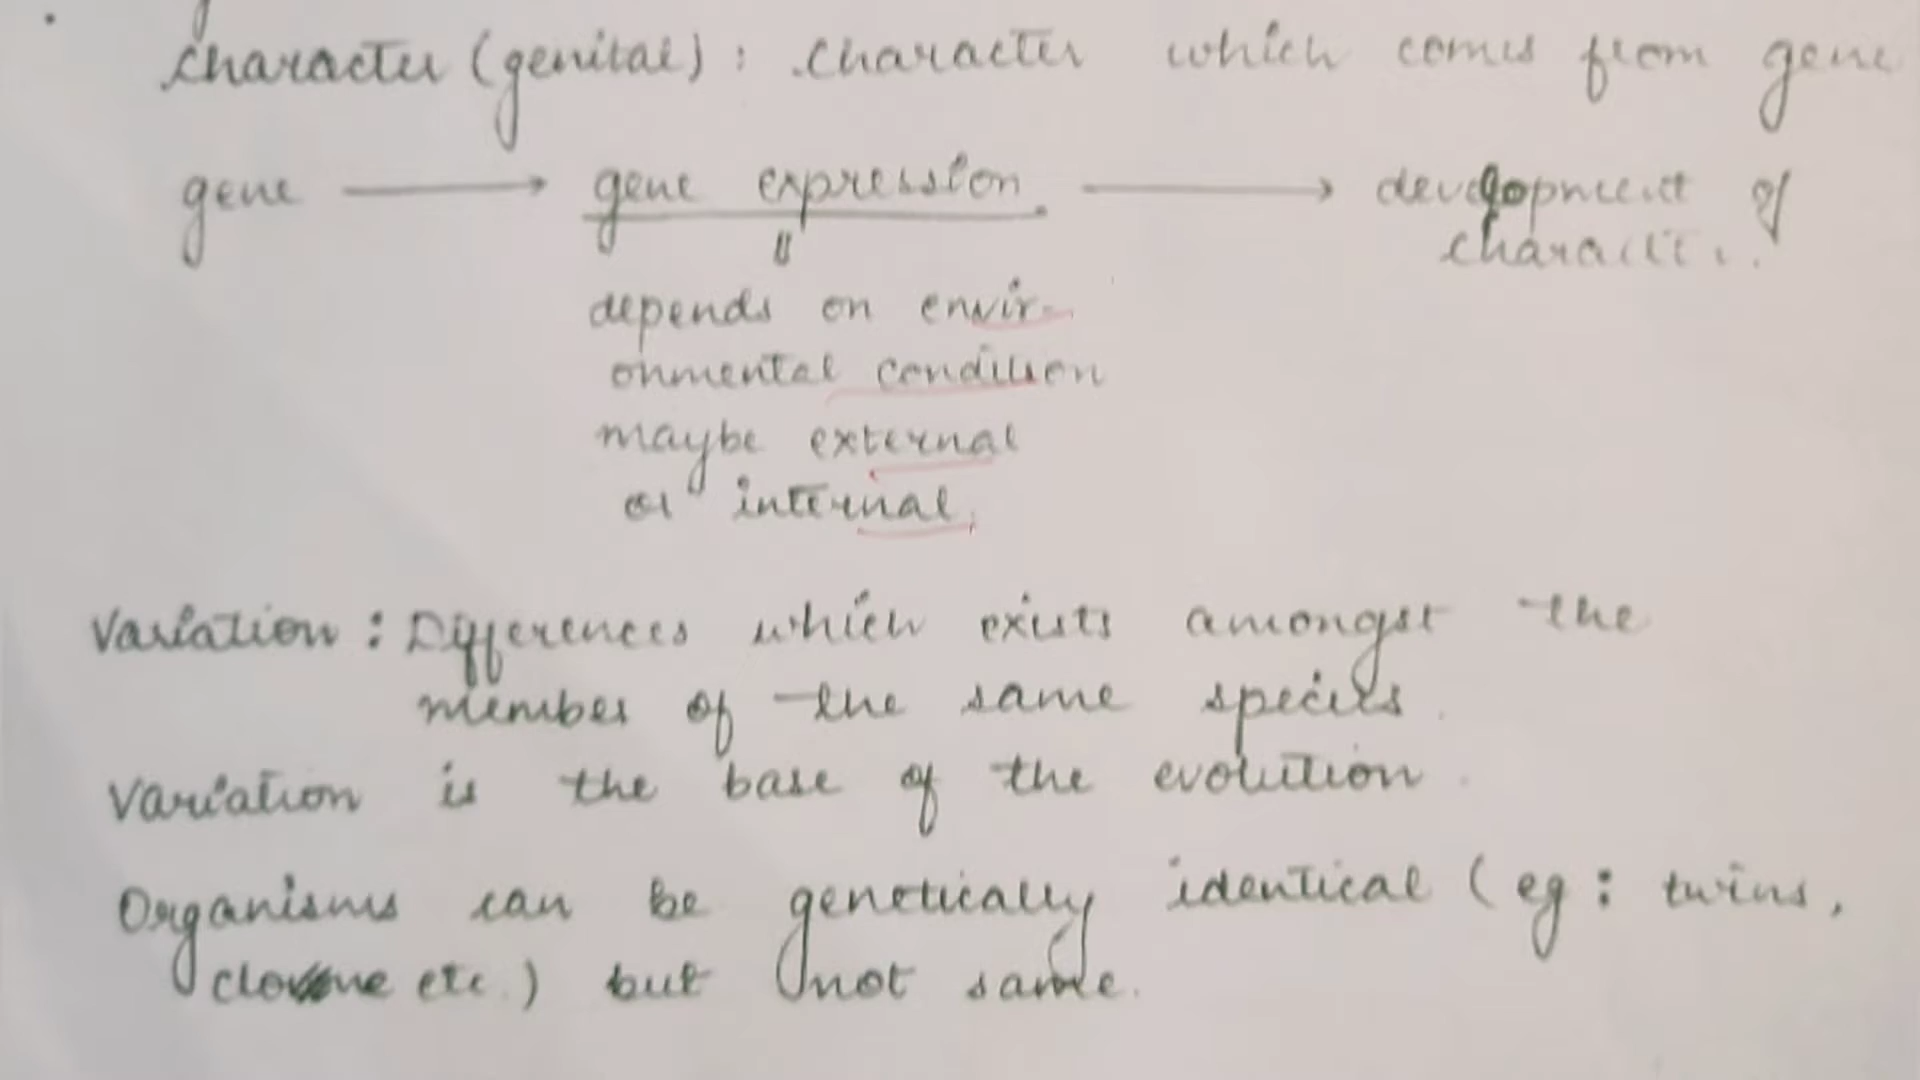 character (genital) : character which comes from gene
gene → gene expression → development of
character.
depends on envir-
onmental condition
maybe external
or internal.
Variation : Differences which exists amongst the
member of the same species.
Variation is the base of the evolution.
Organisms can be genetically identical (eg : twins,
clone etc.) but not same.